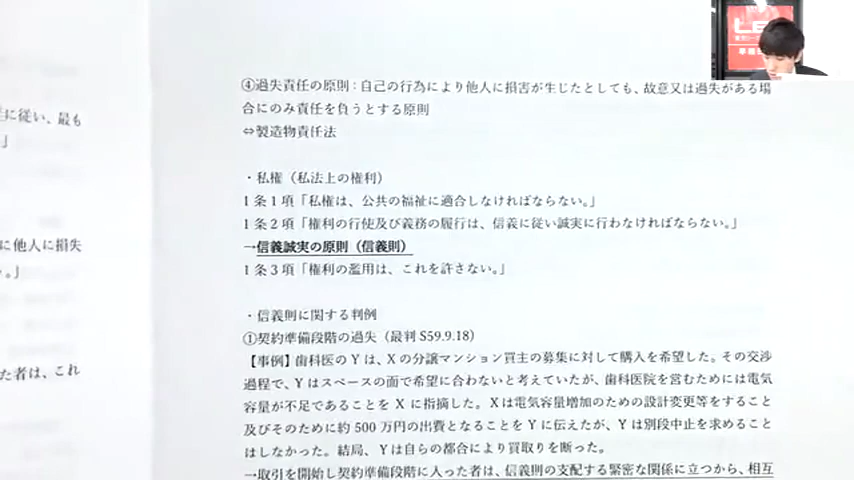 に従い、最も
」
に他人に損失
。」
た者は、これ
④過失責任の原則：自己の行為により他人に損害が生じたとしても、故意又は過失がある場
合にのみ責任を負うとする原則
⇔製造物責任法
・私権（私法上の権利）
1条1項「私権は、公共の福祉に適合しなければならない。」
1条2項「権利の行使及び義務の履行は、信義に従い誠実に行わなければならない。」
→信義誠実の原則（信義則）
1条3項「権利の濫用は、これを許さない。」
・信義則に関する判例
①契約準備段階の過失（最判 S59.9.18）
【事例】歯科医のYは、Xの分譲マンション買主の募集に対して購入を希望した。その交渉
過程で、Yはスペースの面で希望に合わないと考えていたが、歯科医院を営むためには電気
容量が不足であることをXに指摘した。Xは電気容量増加のための設計変更等をすること
及びそのために約500万円の出費となることをYに伝えたが、Yは別段中止を求めること
はしなかった。結局、Yは自らの都合により買取りを断った。
→取引を開始し契約準備段階に入った者は、信義則の支配する緊密な関係に立つから、相互